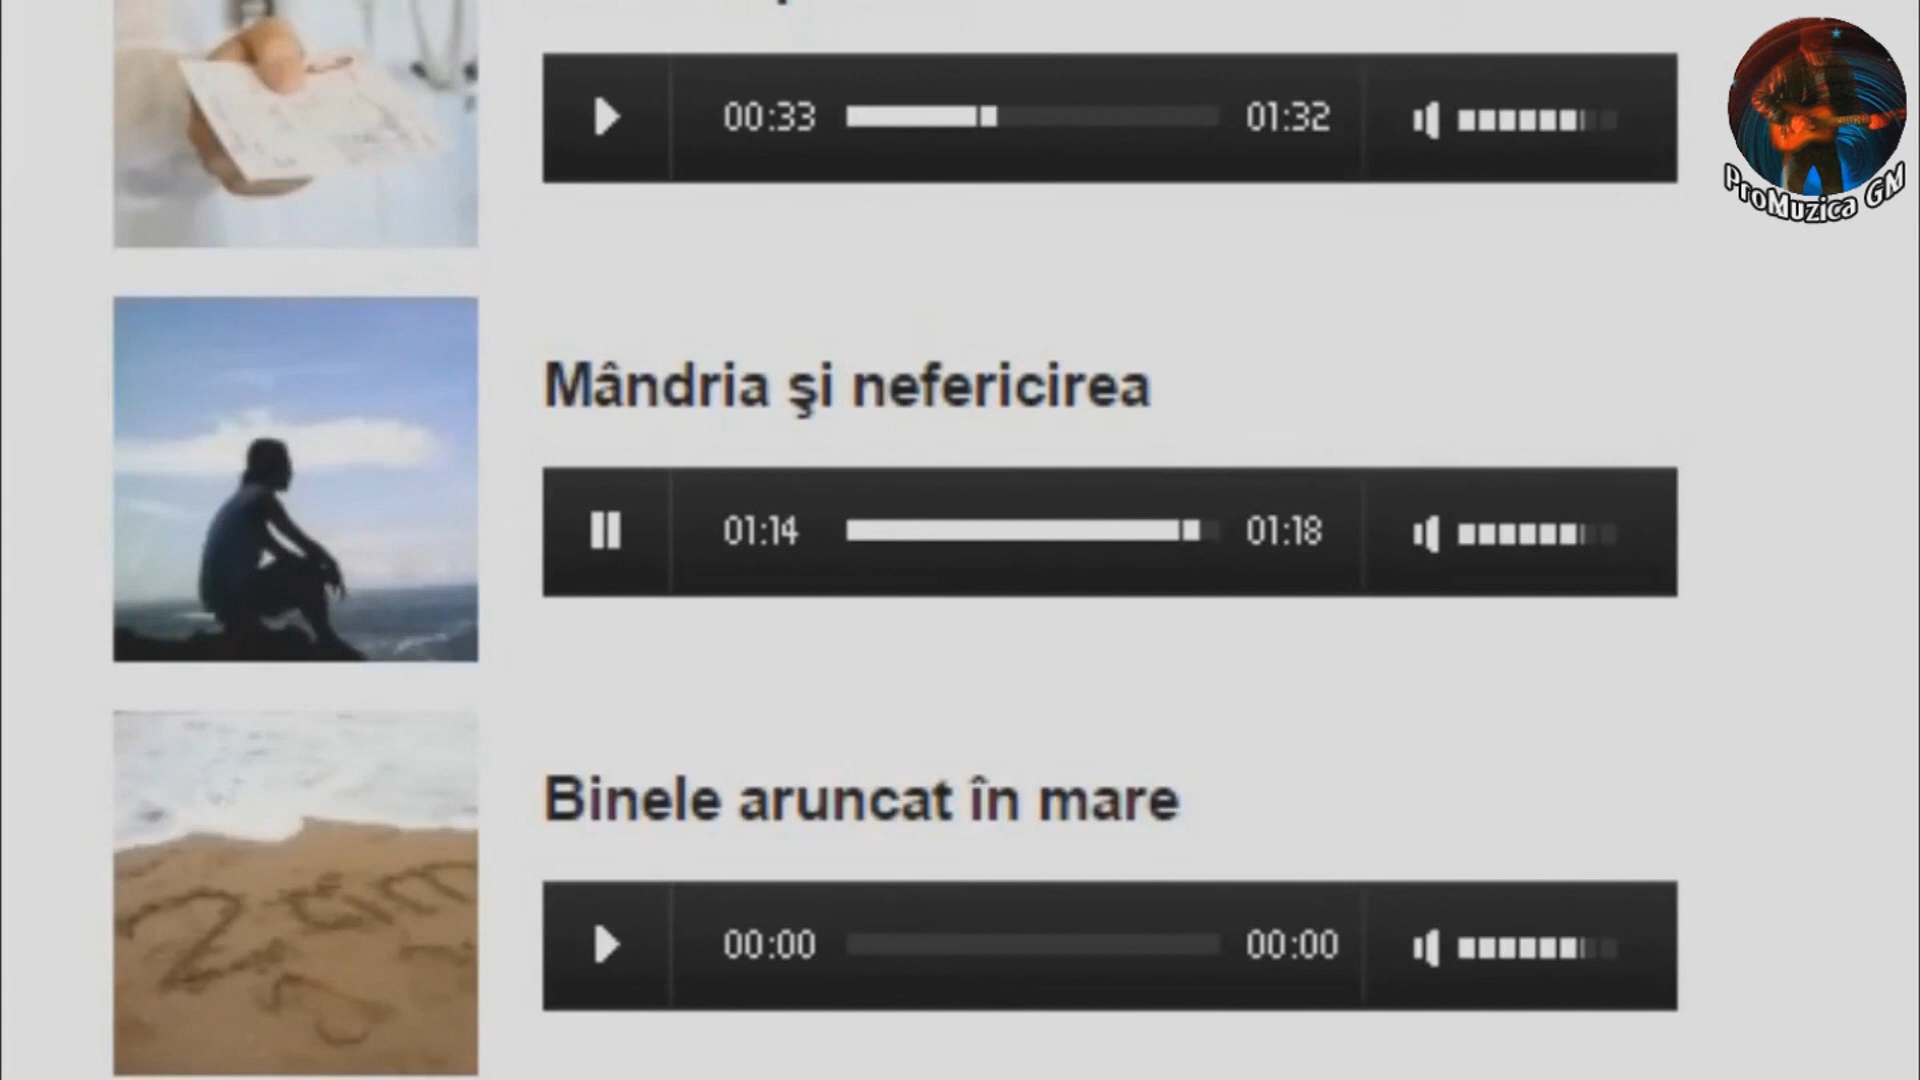 00:33 01:32
ProMuzica GM
Mândria şi nefericirea
01:14 01:18
Binele aruncat în mare
00:00 00:00